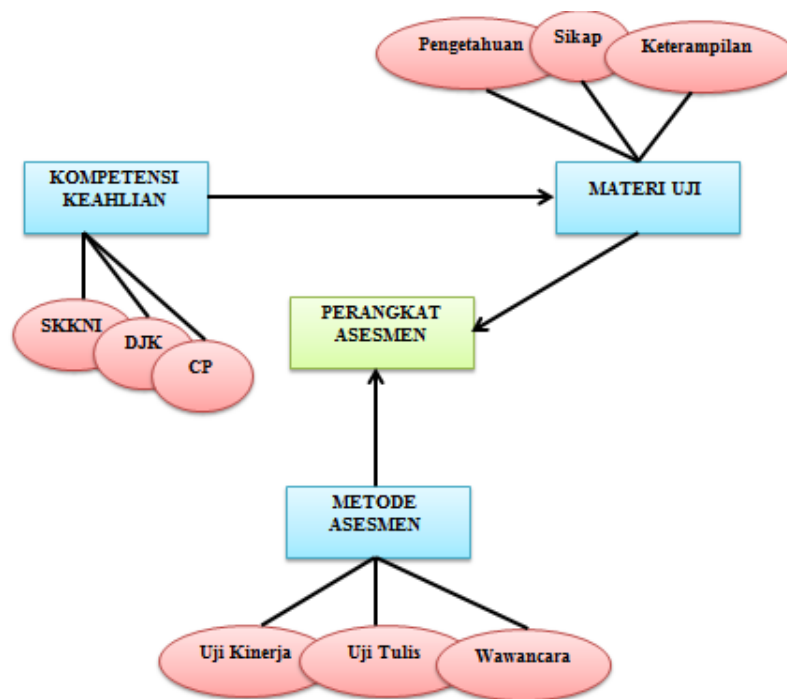 Pengetahuan
Sikap
Keterampilan
KOMPETENSI
KEAHLIAN
MATERI UJI
SKKNI
DJK
CP
PERANGKAT
ASESMEN
METODE
ASESMEN
Uji Kinerja
Uji Tulis
Wawancara